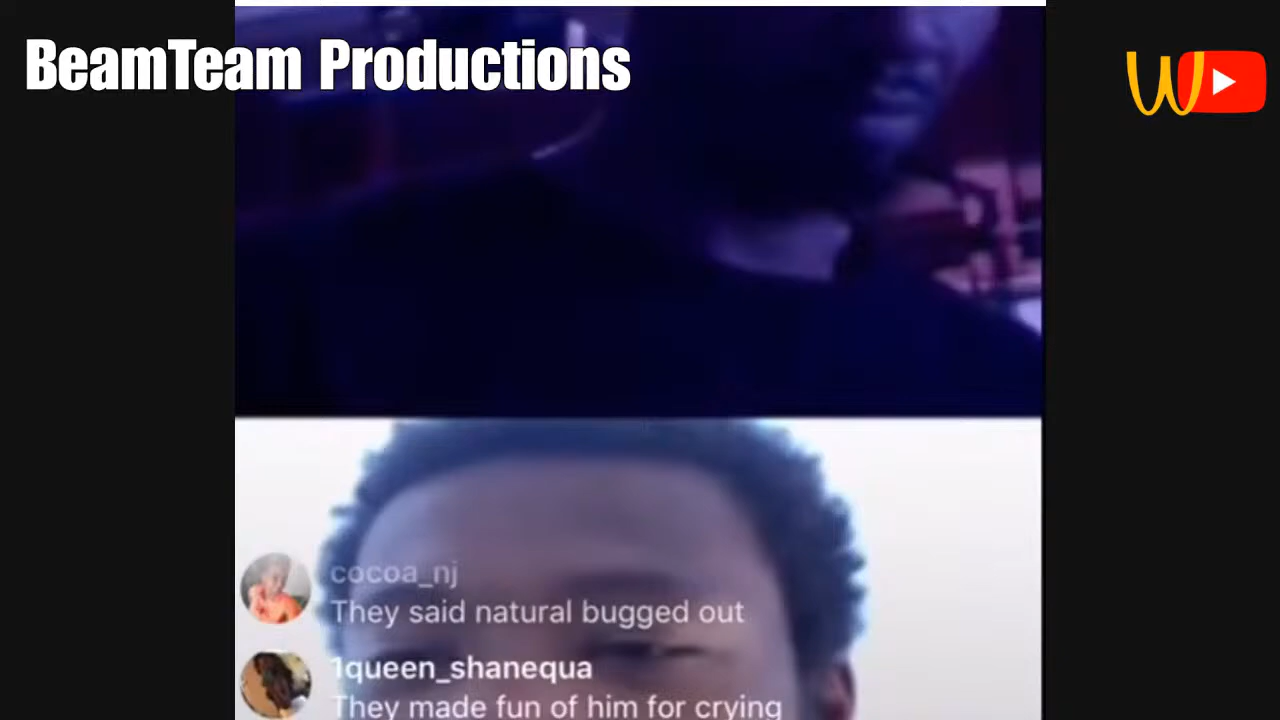 BeamTeam Productions
cocoa_nj
They said natural bugged out
1queen_shanequa
They made fun of him for crying